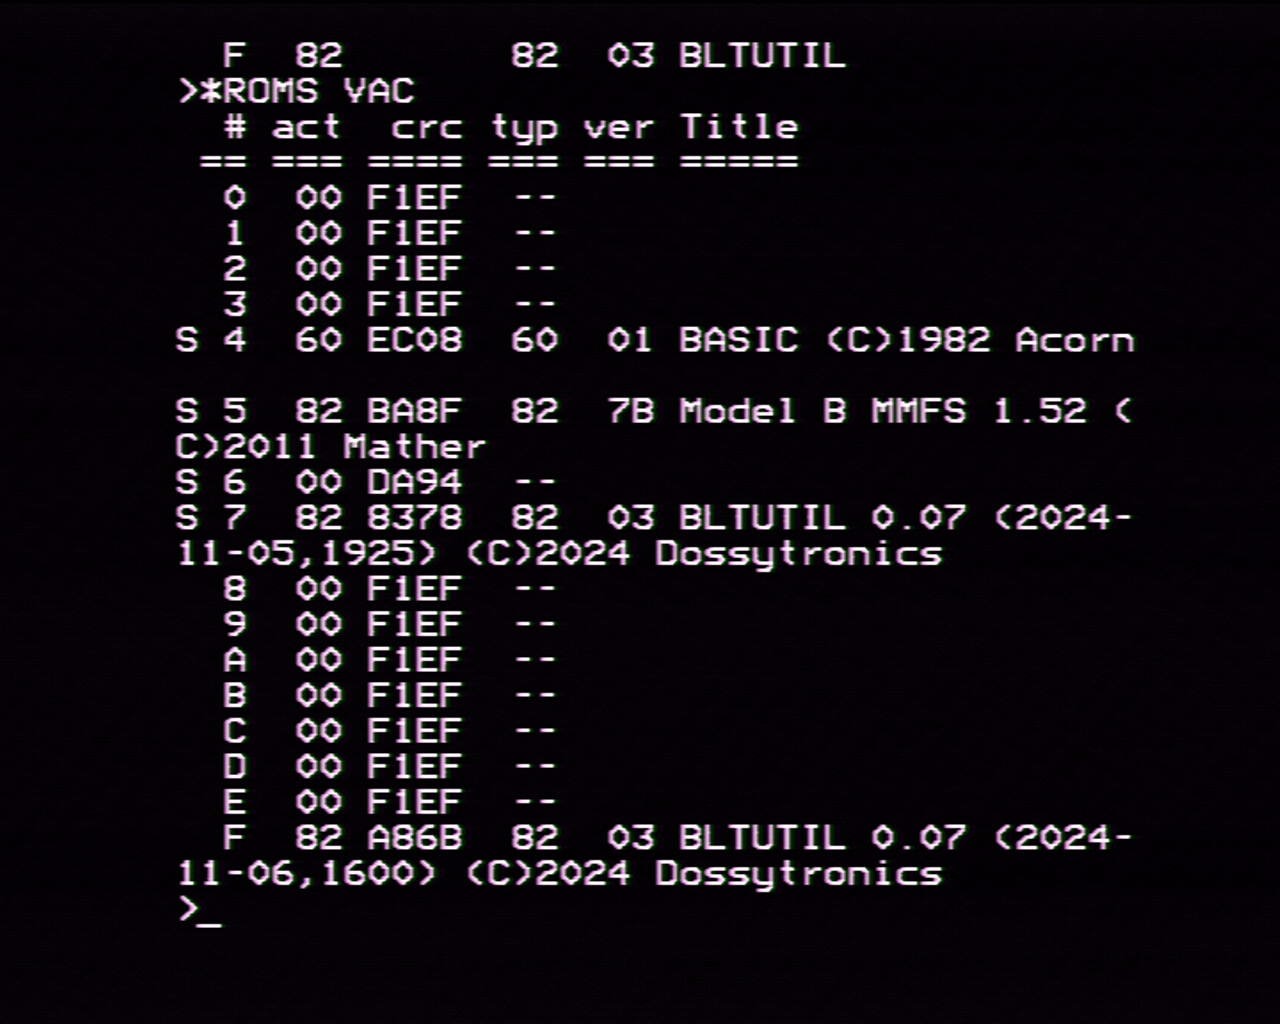 F 82 82 03 BLTUTIL
>*ROMS VAC
# act crc typ ver Title
== === ==== === === =====
0 00 F1EF --
1 00 F1EF --
2 00 F1EF --
3 00 F1EF --
S 4 60 EC08 60 01 BASIC (C)1982 Acorn
S 5 82 BA8F 82 7B Model B MMFS 1.52 (
C)2011 Mather
S 6 00 DA94 --
S 7 82 8378 82 03 BLTUTIL 0.07 (2024-
11-05,1925) (C)2024 Dossytronics
8 00 F1EF --
9 00 F1EF --
A 00 F1EF --
B 00 F1EF --
C 00 F1EF --
D 00 F1EF --
E 00 F1EF --
F 82 A86B 82 03 BLTUTIL 0.07 (2024-
11-06,1600) (C)2024 Dossytronics
>_